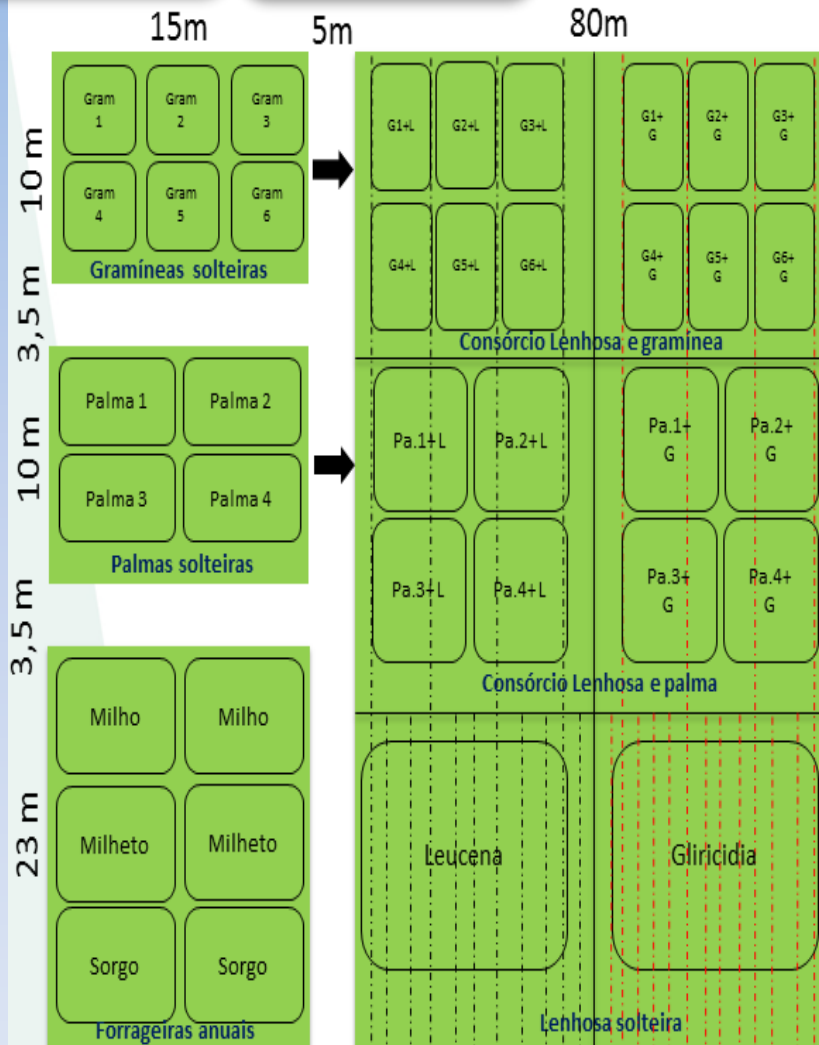 15m
5m
80m
10 m
3,5 m
10 m
3,5 m
23 m
Gram
1
Gram
2
Gram
3
Gram
4
Gram
5
Gram
6
Gramíneas solteiras
Palma 1
Palma 2
Palma 3
Palma 4
Palmas solteiras
Milho
Milho
Milheto
Milheto
Sorgo
Sorgo
Forrageiras anuais
G1+L
G2+L
G3+L
G1+
G
G2+
G
G3+
G
G4+L
G5+L
G6+L
G4+
G
G5+
G
G6+
G
Consórcio Lenhosa e gramínea
Pa.1+L
Pa.2+L
Pa.1+
G
Pa.2+
G
Pa.3+L
Pa.4+L
Pa.3+
G
Pa.4+
G
Consórcio Lenhosa e palma
Leucena
Gliricidia
Lenhosa solteira